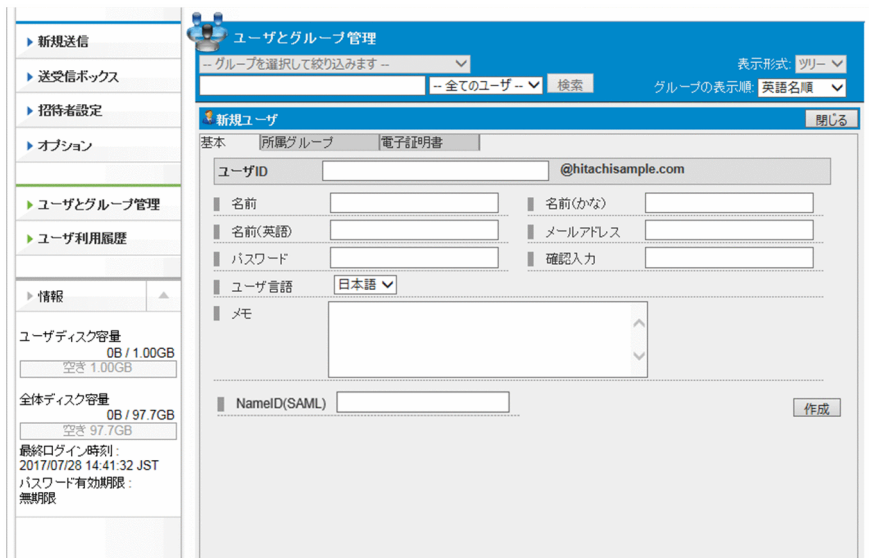 新規送信
送受信ボックス
招待者設定
オプション
ユーザとグループ管理
ユーザ利用履歴
情報
ユーザディスク容量
0B / 1.00GB
空き 1.00GB
全体ディスク容量
0B / 97.7GB
空き 97.7GB
最終ログイン時刻 :
2017/07/28 14:41:32 JST
パスワード有効期限 :
無期限
ユーザとグループ管理
-- グループを選択して絞り込みます --
表示形式: ツリー
-- 全てのユーザ -- 検索
グループの表示順: 英語名順
新規ユーザ 閉じる
基本 所属グループ 電子証明書
ユーザID @hitachisample.com
名前 名前(かな)
名前(英語) メールアドレス
パスワード 確認入力
ユーザ言語 日本語
メモ
NameID(SAML) 作成